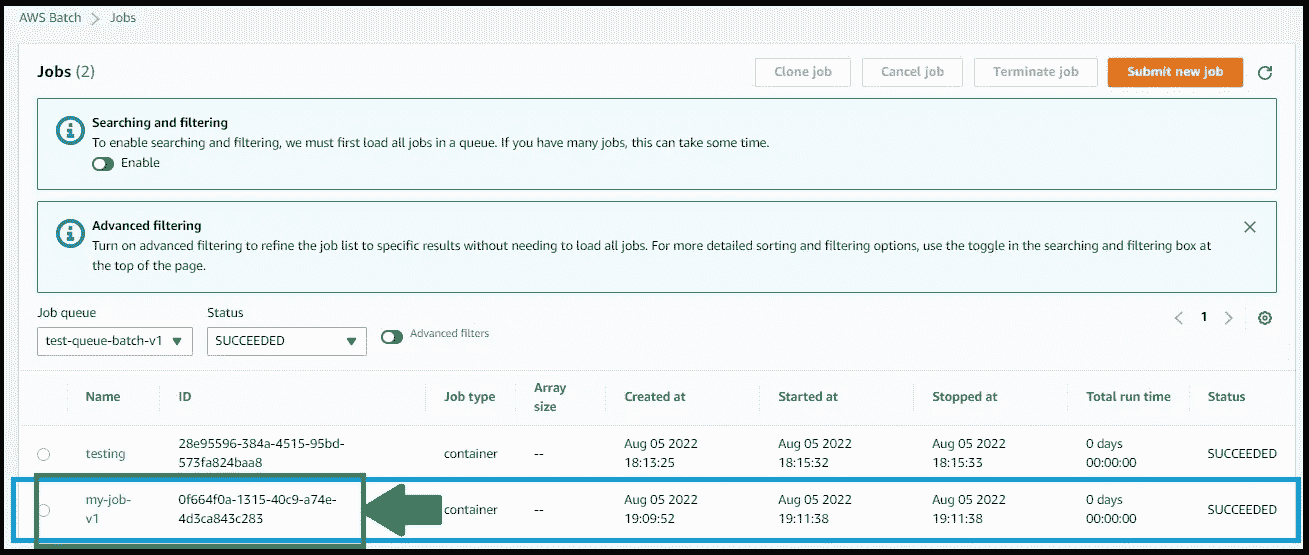 AWS Batch > Jobs
Jobs (2)
Clone job
Cancel job
Terminate job
Submit new job
Searching and filtering
To enable searching and filtering, we must first load all jobs in a queue. If you have many jobs, this can take some time.
Enable
Advanced filtering
Turn on advanced filtering to refine the job list to specific results without needing to load all jobs. For more detailed sorting and filtering options, use the toggle in the searching and filtering box at
the top of the page.
Job queue
Status
test-queue-batch-v1
SUCCEEDED
Advanced filters
1
Name ID Job type Array Created at Started at Stopped at Total run time Status
size
28e95596-384a-4515-95bd- Aug 05 2022 Aug 05 2022 Aug 05 2022 0 days
testing container -- SUCCEEDED
573fa824baa8 18:13:25 18:15:32 18:15:33 00:00:00
my-job- 0f664f0a-1315-40c9-a74e- Aug 05 2022 Aug 05 2022 Aug 05 2022 0 days
container -- SUCCEEDED
v1 4d3ca843c283 19:09:52 19:11:38 19:11:38 00:00:00